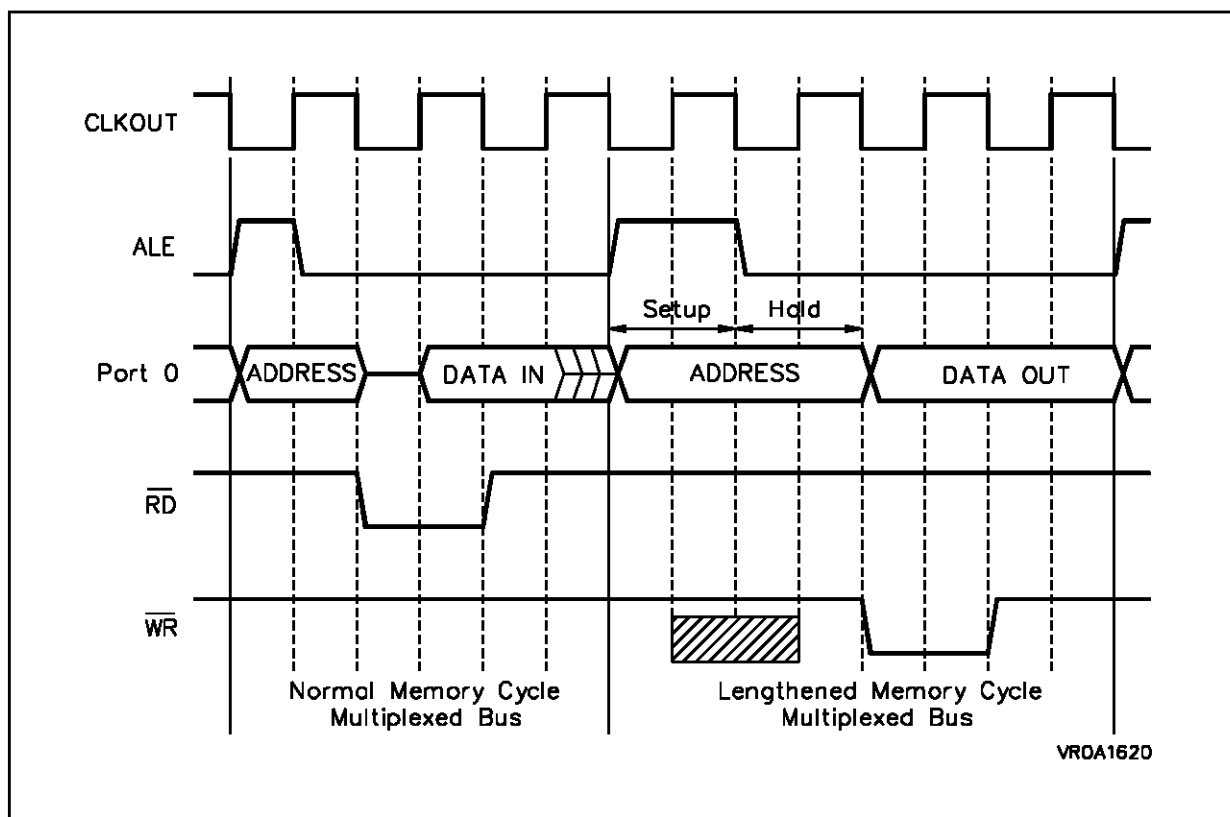 CLKOUT
ALE
Setup
Hold
Port 0
ADDRESS
DATA IN
ADDRESS
DATA OUT
RD
WR
Normal Memory Cycle
Multiplexed Bus
Lengthened Memory Cycle
Multiplexed Bus
VR0A1620